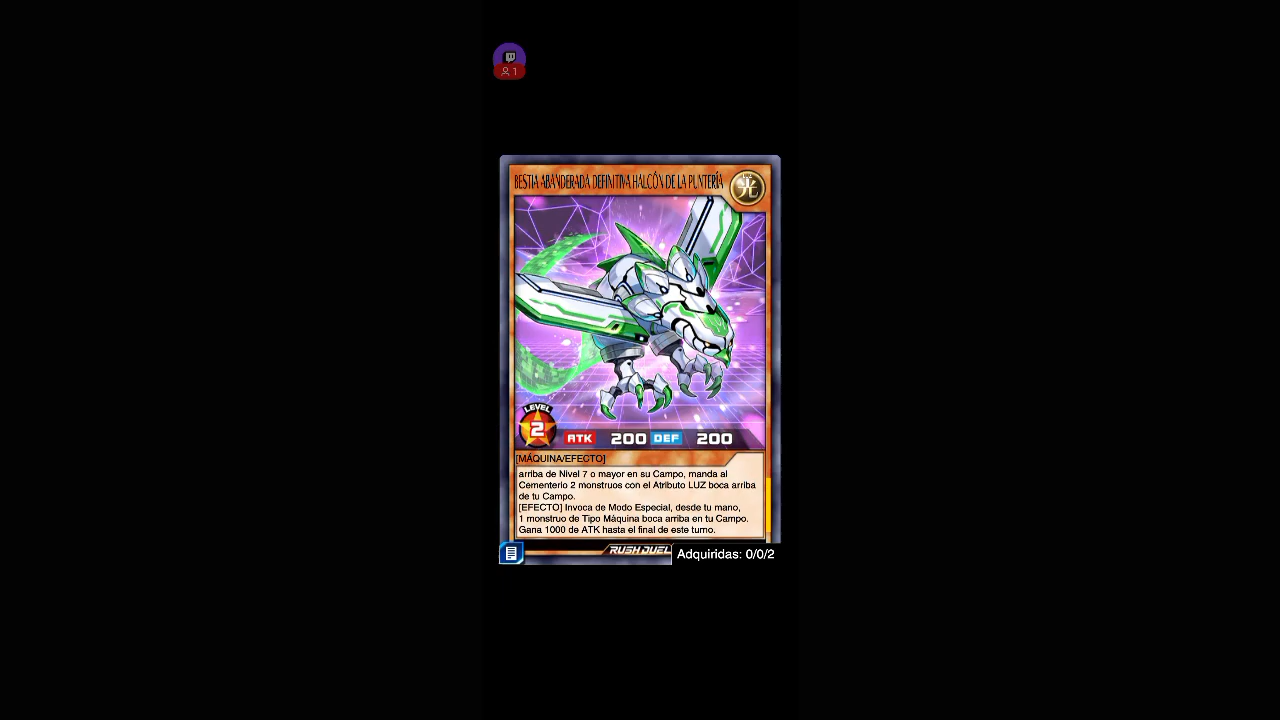 1
BESTIA ABANDERADA DEFINITIVA HALCÓN DE LA PUNTERÍA
光
LEVEL
2
ATK 200 DEF 200
[MÁQUINA/EFECTO]
arriba de Nivel 7 o mayor en su Campo, manda al
Cementerio 2 monstruos con el Atributo LUZ boca arriba
de tu Campo.
[EFECTO] Invoca de Modo Especial, desde tu mano,
1 monstruo de Tipo Máquina boca arriba en tu Campo.
Gana 1000 de ATK hasta el final de este turno.
RUSH DUEL
Adquiridas: 0/0/2